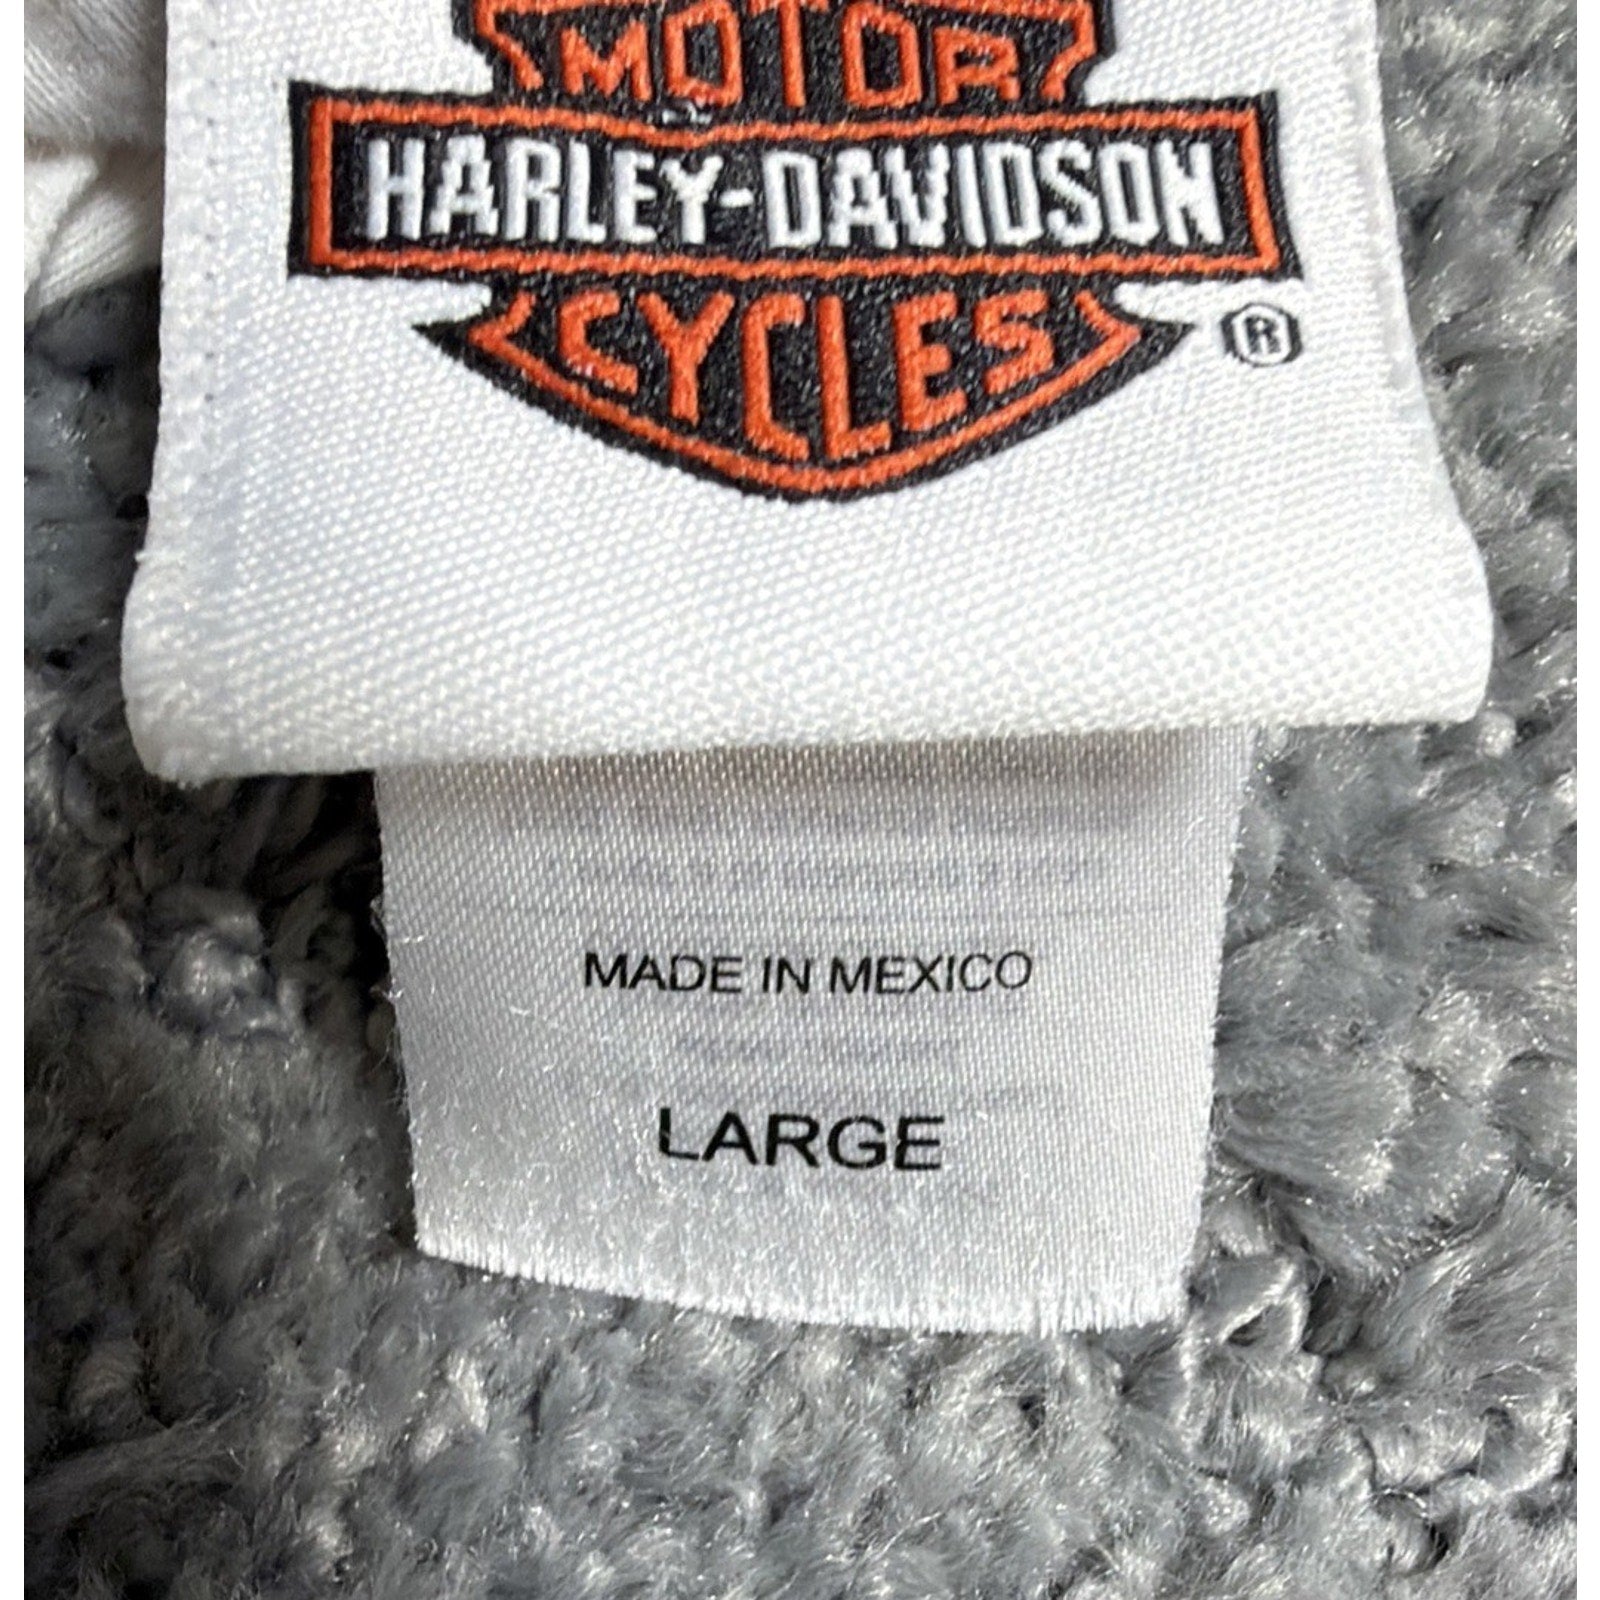 MOTOR
HARLEY-DAVIDSON
CYCLES
®
MADE IN MEXICO
LARGE